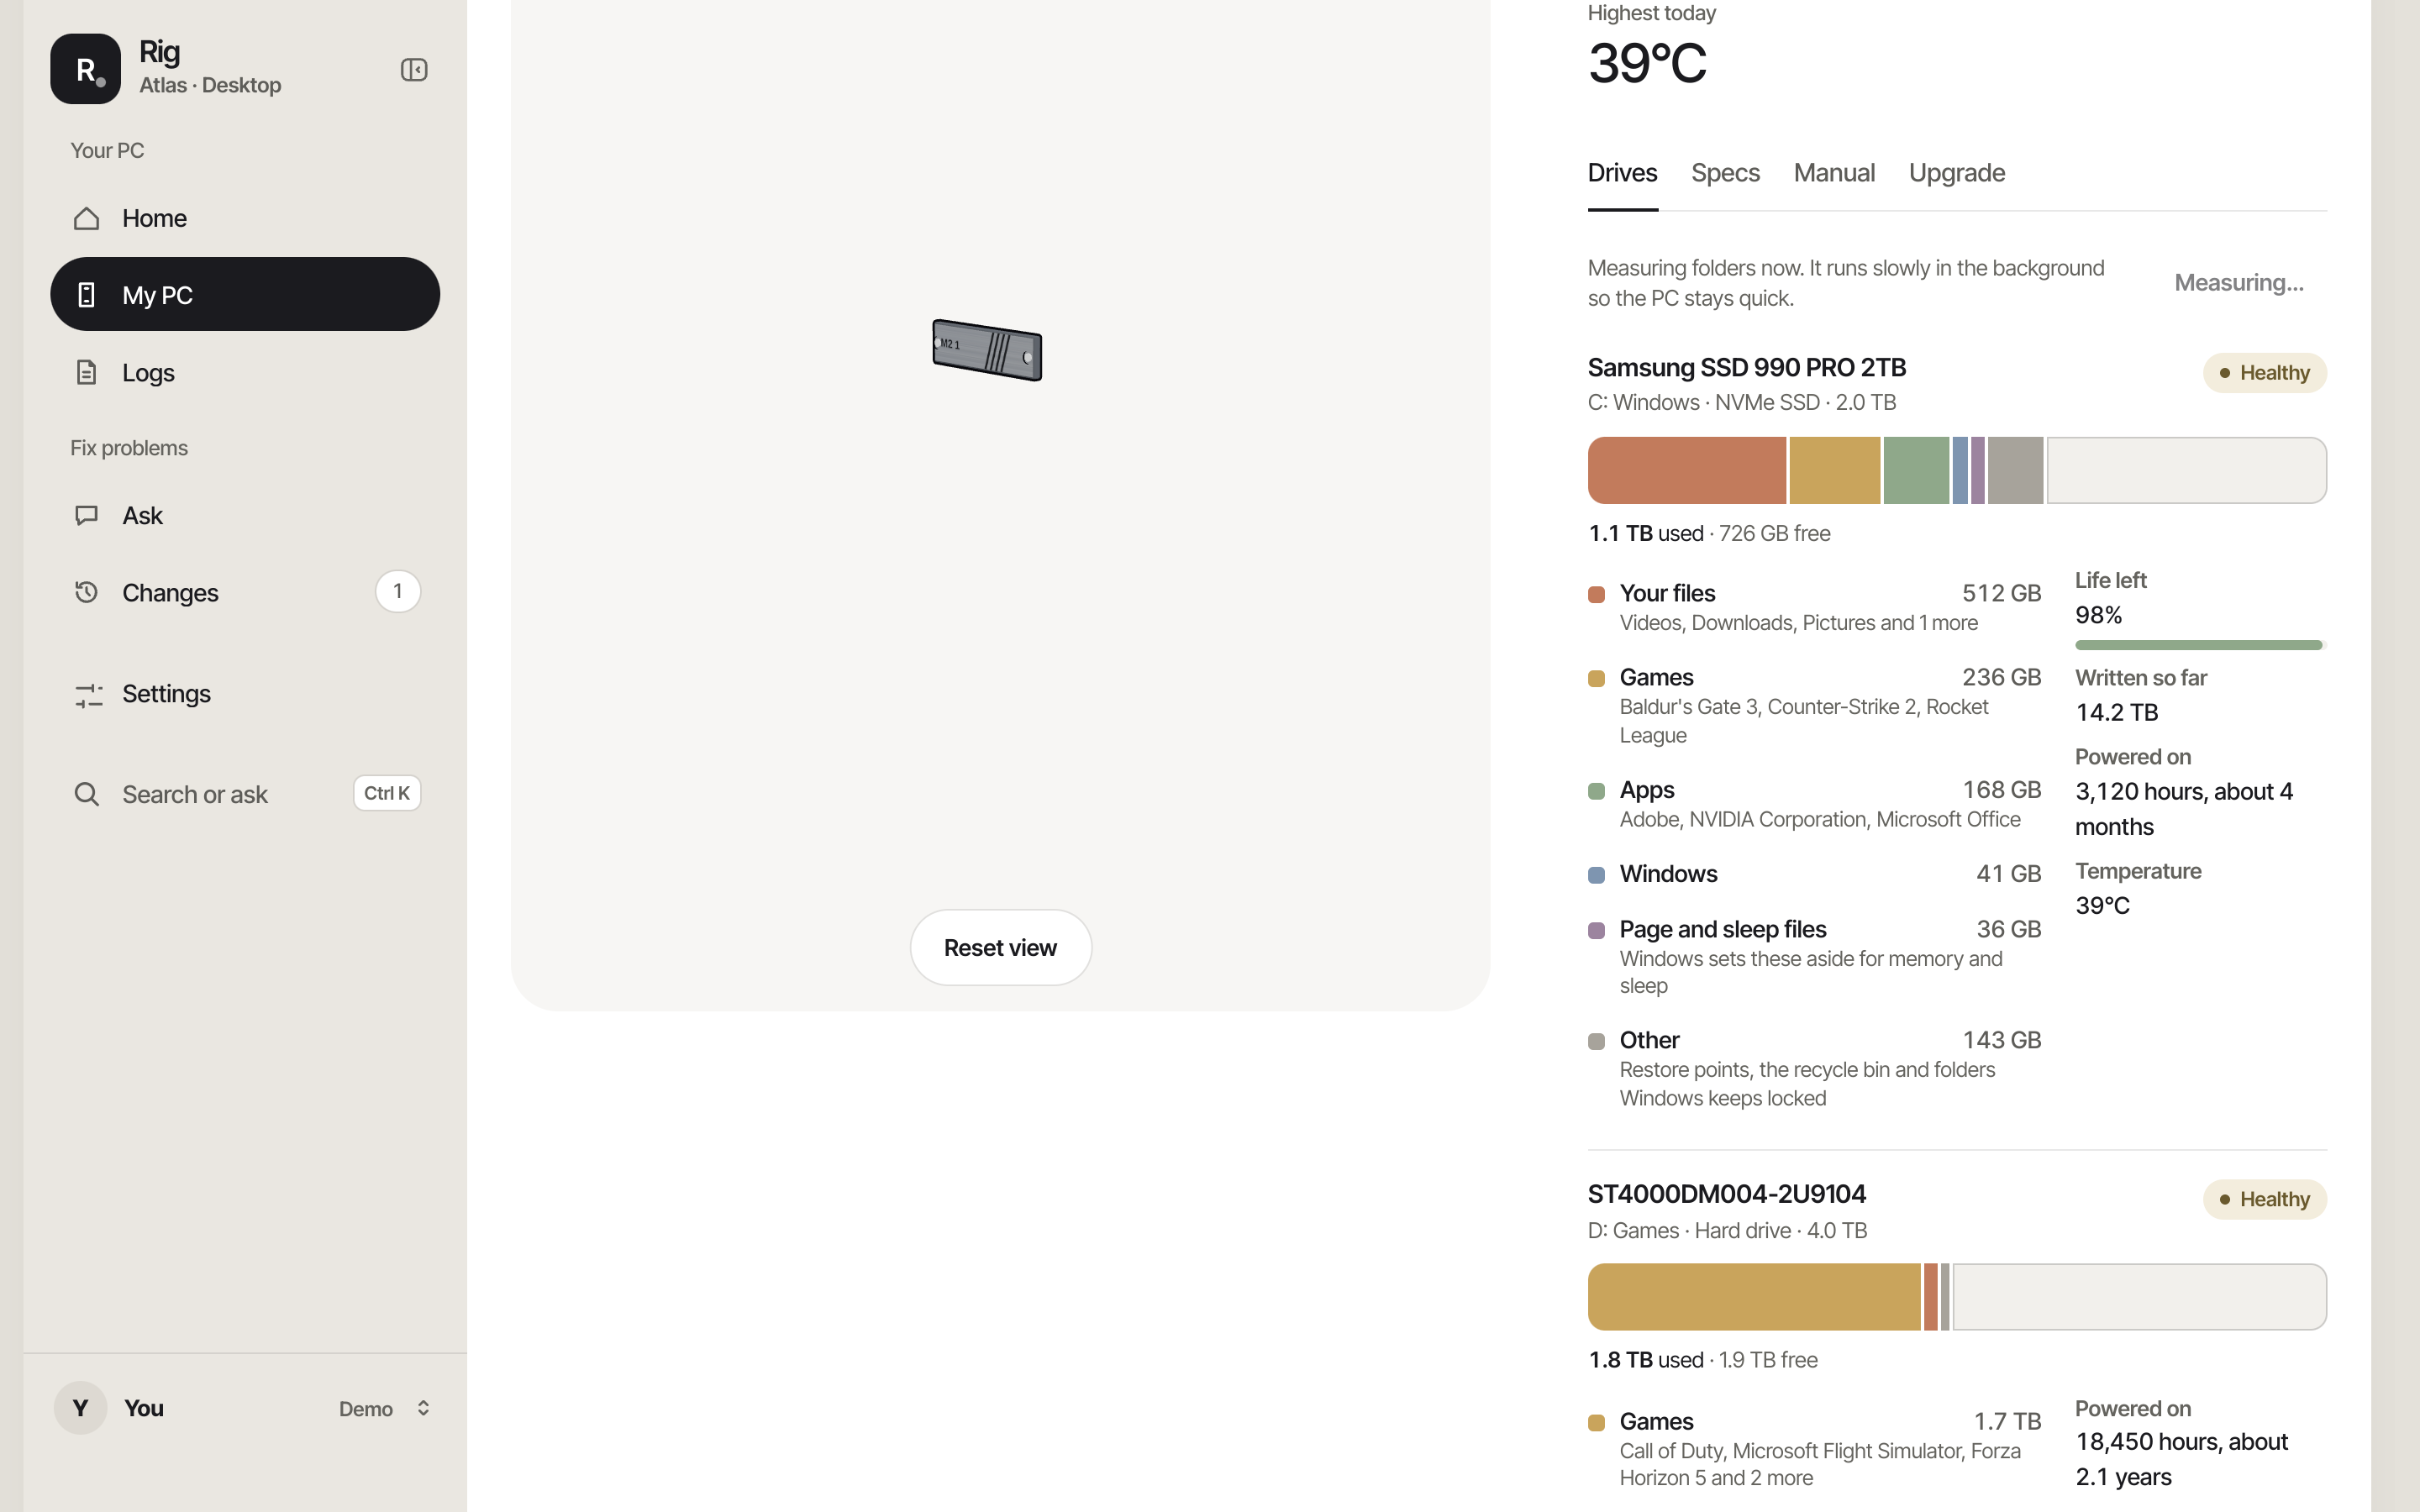 R.
Rig
Atlas · Desktop
Your PC
Home
My PC
Logs
Fix problems
Ask
Changes
1
Settings
Search or ask
Ctrl K
Y
You
Demo
M2 1
Reset view
Highest today
39°C
Drives
Specs
Manual
Upgrade
Measuring folders now. It runs slowly in the background
so the PC stays quick.
Measuring...
Samsung SSD 990 PRO 2TB
Healthy
C: Windows · NVMe SSD · 2.0 TB
1.1 TB used · 726 GB free
Your files 512 GB
Videos, Downloads, Pictures and 1 more
Games 236 GB
Baldur's Gate 3, Counter-Strike 2, Rocket
League
Apps 168 GB
Adobe, NVIDIA Corporation, Microsoft Office
Windows 41 GB
Page and sleep files 36 GB
Windows sets these aside for memory and
sleep
Other 143 GB
Restore points, the recycle bin and folders
Windows keeps locked
Life left
98%
Written so far
14.2 TB
Powered on
3,120 hours, about 4
months
Temperature
39°C
ST4000DM004-2U9104
Healthy
D: Games · Hard drive · 4.0 TB
1.8 TB used · 1.9 TB free
Games 1.7 TB
Call of Duty, Microsoft Flight Simulator, Forza
Horizon 5 and 2 more
Powered on
18,450 hours, about
2.1 years